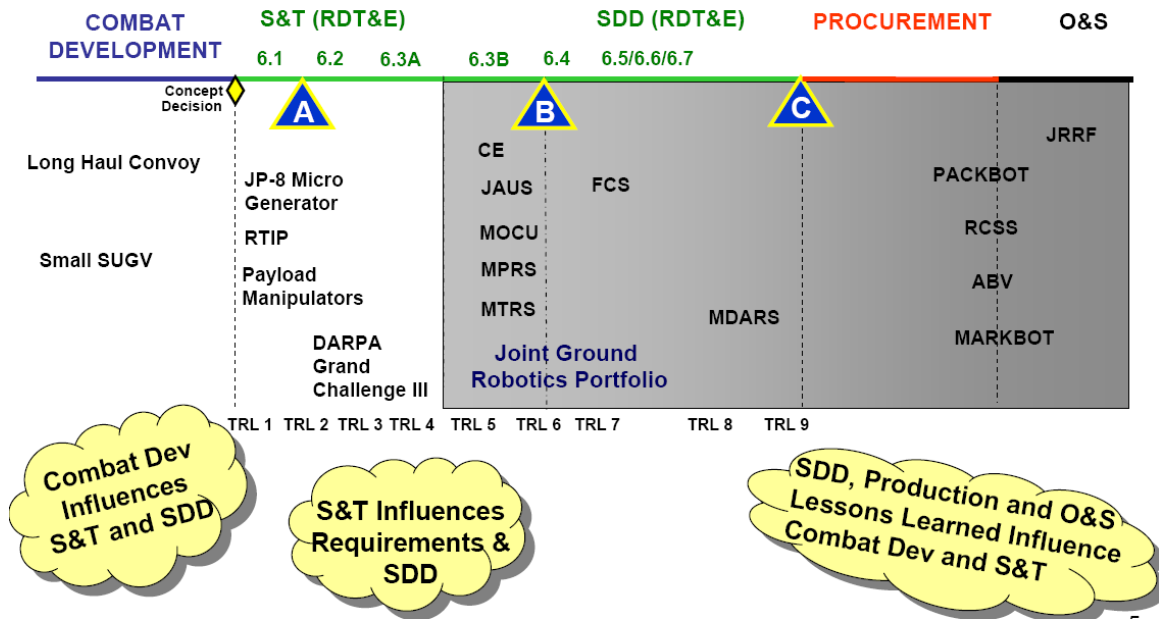 COMBAT
DEVELOPMENT
S&T (RDT&E)
SDD (RDT&E)
PROCUREMENT
O&S
6.1
6.2
6.3A
6.3B
6.4
6.5/6.6/6.7
Concept
Decision
A
B
C
Long Haul Convoy
Small SUGV
JP-8 Micro
Generator
RTIP
Payload
Manipulators
DARPA
Grand
Challenge III
CE
JAUS
MOCU
MPRS
MTRS
FCS
MDARS
Joint Ground
Robotics Portfolio
JRRF
PACKBOT
RCSS
ABV
MARKBOT
TRL 1
TRL 2
TRL 3
TRL 4
TRL 5
TRL 6
TRL 7
TRL 8
TRL 9
Combat Dev
Influences
S&T and SDD
S&T Influences
Requirements &
SDD
SDD, Production and O&S
Lessons Learned Influence
Combat Dev and S&T